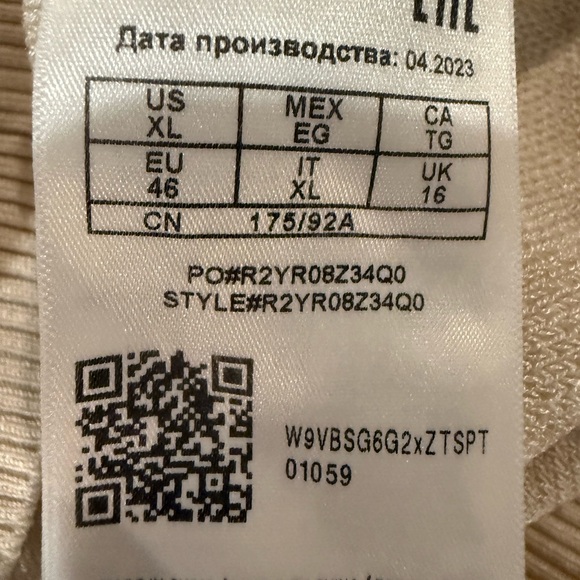 Дата производства: 04.2023
US MEX CA
XL EG TG
EU IT UK
46 XL 16
CN 175/92A
PO#R2YR08Z34Q0
STYLE#R2YR08Z34Q0
W9VBSG6G2xZTSPT
01059